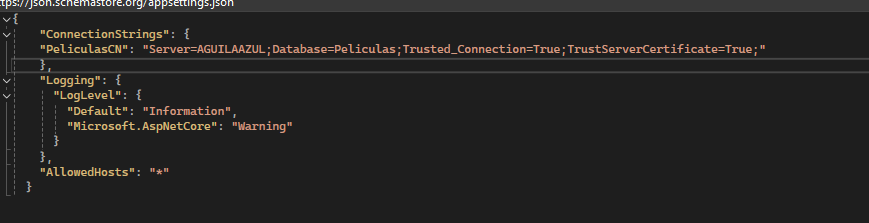 ttps://json.schemastore.org/appsettings.json
{
"ConnectionStrings": {
"PeliculasCN": "Server=AGUILAAZUL;Database=Peliculas;Trusted_Connection=True;TrustServerCertificate=True;"
},
"Logging": {
"LogLevel": {
"Default": "Information",
"Microsoft.AspNetCore": "Warning"
}
},
"AllowedHosts": "*"
}